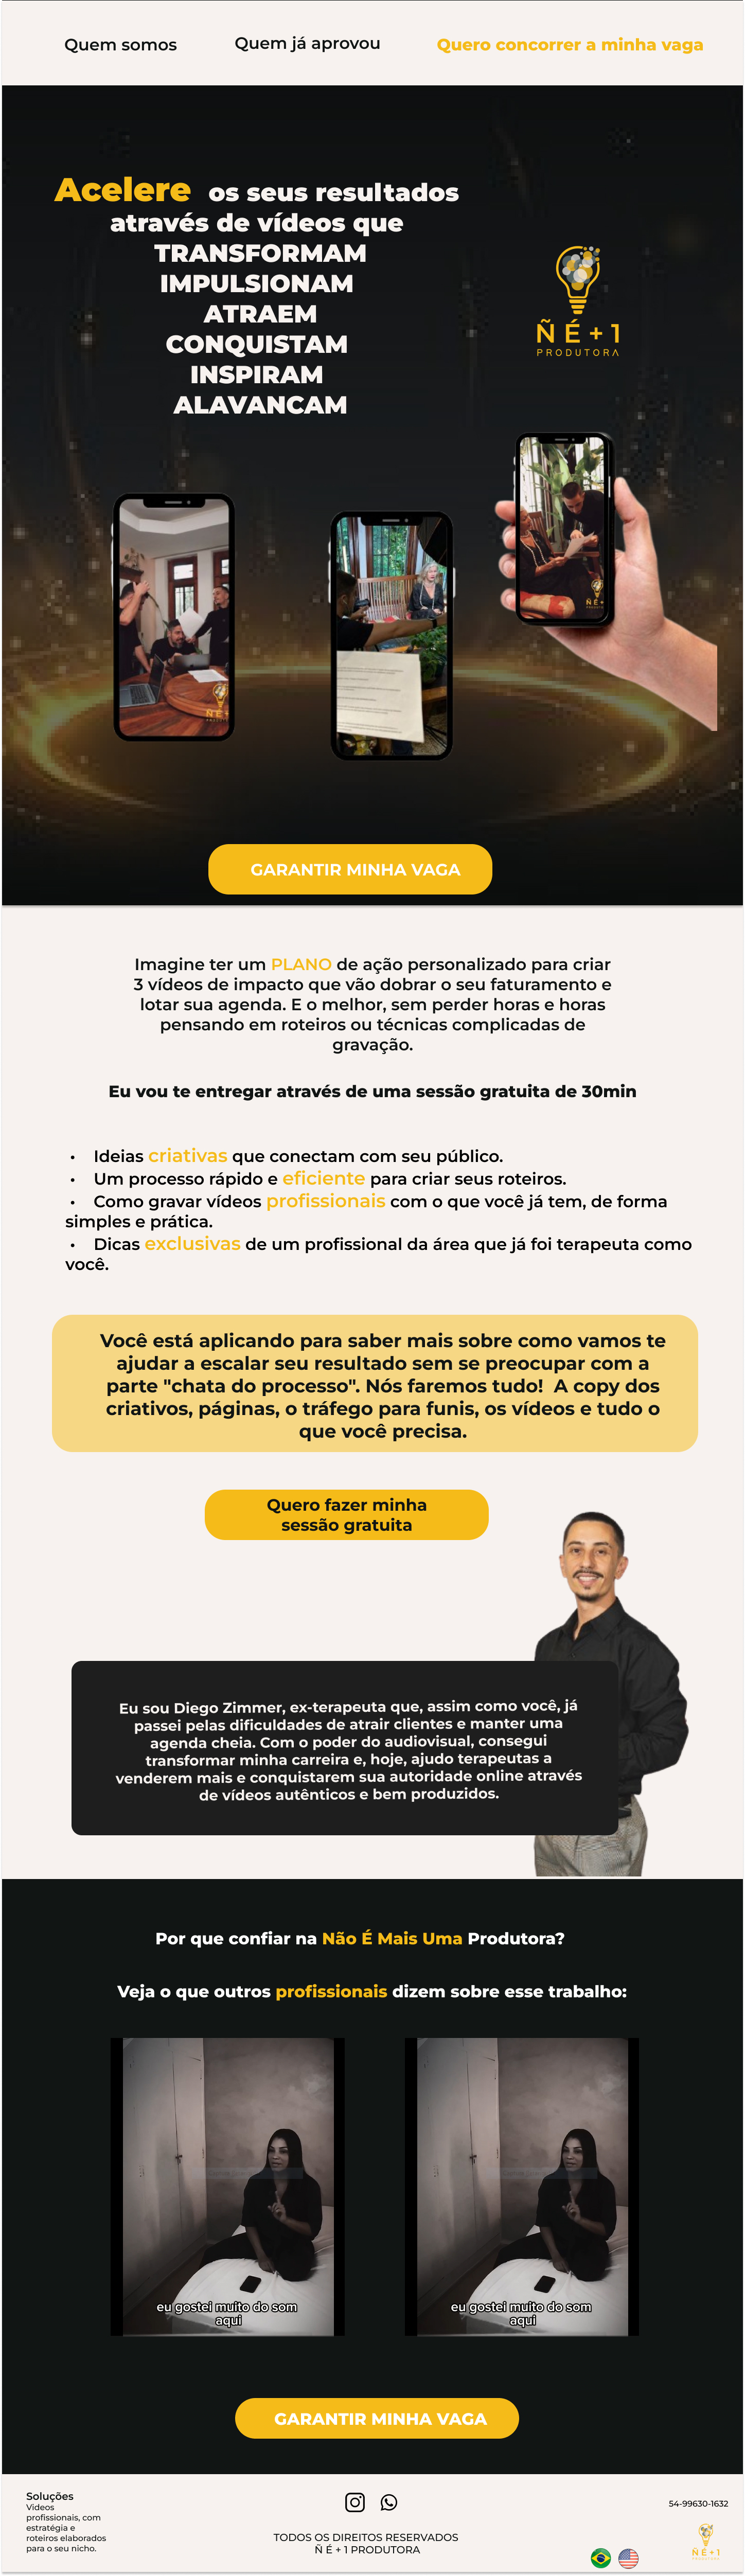 Quem somos
Quem já aprovou
Quero concorrer a minha vaga
Acelere os seus resultados
através de vídeos que
TRANSFORMAM
IMPULSIONAM
ATRAEM
CONQUISTAM
INSPIRAM
ALAVANCAM
Ñ É + 1
PRODUTORA
GARANTIR MINHA VAGA
Imagine ter um PLANO de ação personalizado para criar
3 vídeos de impacto que vão dobrar o seu faturamento e
lotar sua agenda. E o melhor, sem perder horas e horas
pensando em roteiros ou técnicas complicadas de
gravação.
Eu vou te entregar através de uma sessão gratuita de 30min
• Ideias criativas que conectam com seu público.
• Um processo rápido e eficiente para criar seus roteiros.
• Como gravar vídeos profissionais com o que você já tem, de forma
simples e prática.
• Dicas exclusivas de um profissional da área que já foi terapeuta como
você.
Você está aplicando para saber mais sobre como vamos te
ajudar a escalar seu resultado sem se preocupar com a
parte "chata do processo". Nós faremos tudo! A copy dos
criativos, páginas, o tráfego para funis, os vídeos e tudo o
que você precisa.
Quero fazer minha
sessão gratuita
Eu sou Diego Zimmer, ex-terapeuta que, assim como você, já
passei pelas dificuldades de atrair clientes e manter uma
agenda cheia. Com o poder do audiovisual, consegui
transformar minha carreira e, hoje, ajudo terapeutas a
venderem mais e conquistarem sua autoridade online através
de vídeos autênticos e bem produzidos.
Por que confiar na Não É Mais Uma Produtora?
Veja o que outros profissionais dizem sobre esse trabalho:
eu gostei muito do som
aqui
eu gostei muito do som
aqui
GARANTIR MINHA VAGA
Soluções
Videos
profissionais, com
estratégia e
roteiros elaborados
para o seu nicho.
TODOS OS DIREITOS RESERVADOS
Ñ É + 1 PRODUTORA
54-99630-1632
Ñ É + 1
PRODUTORA